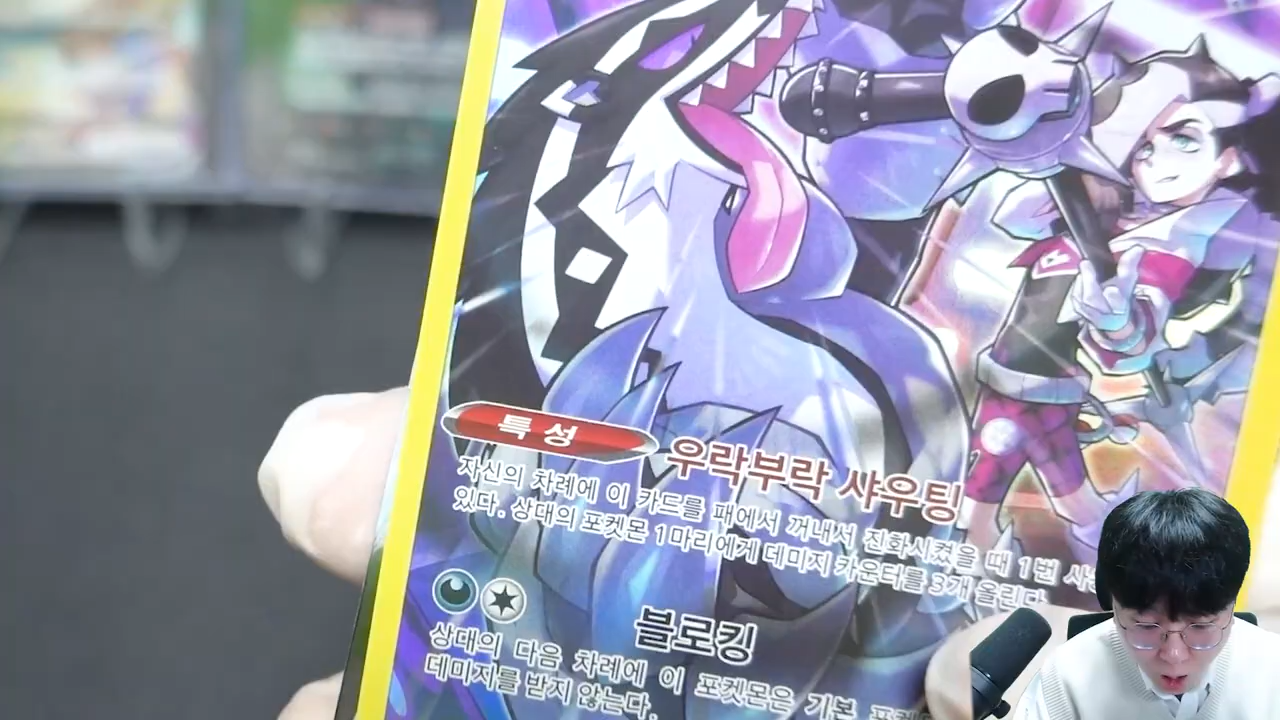 특성 우락부락 샤우팅
자신의 차례에 이 카드를 패에서 꺼내서 진화시켰을 때 1번
있다. 상대의 포켓몬 1마리에게 데미지 카운터를 3개 올린다.
블로킹
상대의 다음 차례에 이 포켓몬은 기본
데미지를 받지 않는다.